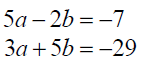 5a − 2b = −7
3a + 5b = −29